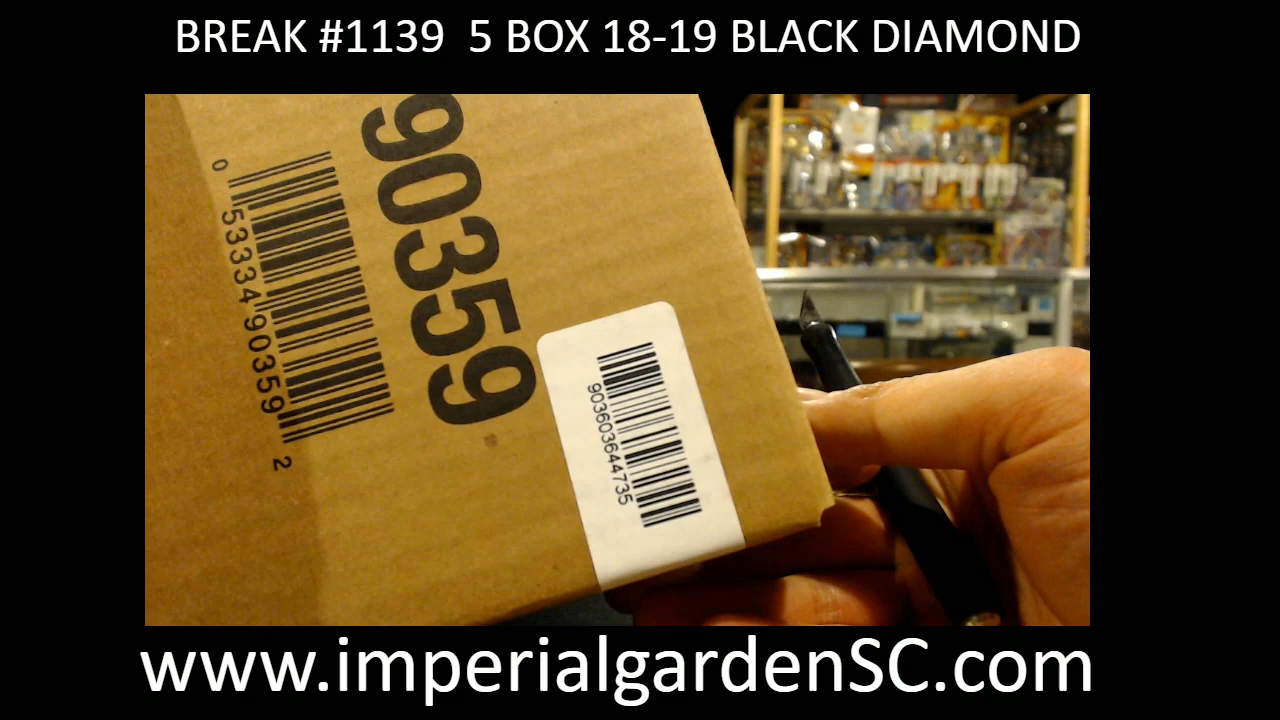 BREAK #1139 5 BOX 18-19 BLACK DIAMOND
90359
0 53334 90359 2
903603644735
www.imperialgardenSC.com